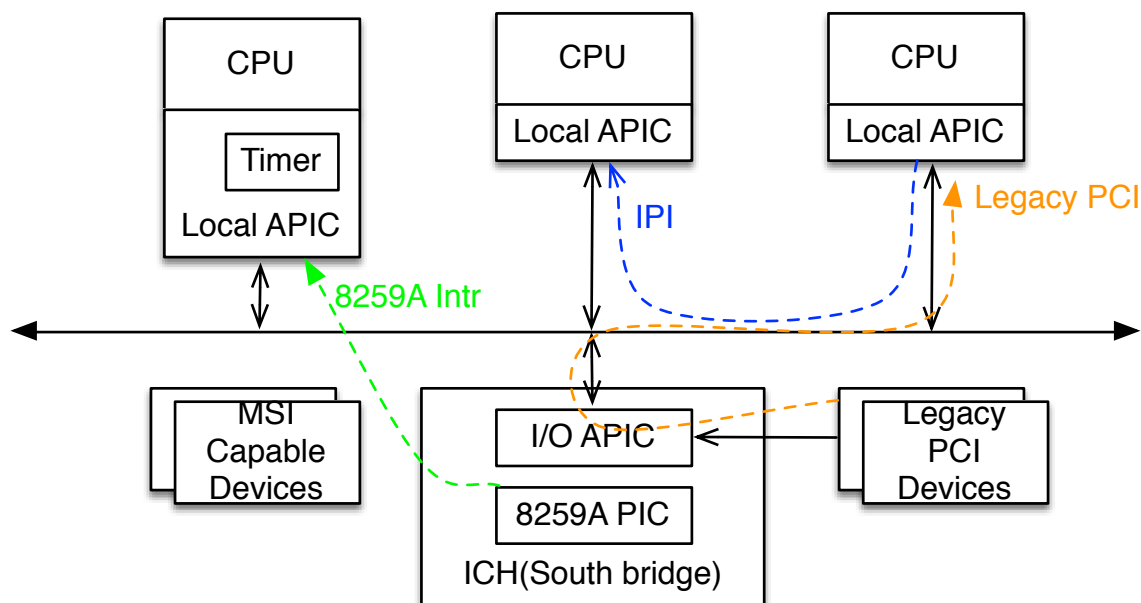 CPU
CPU
CPU
Local APIC
Local APIC
Timer
Local APIC
IPI
Legacy PCI
8259A Intr
MSI
Capable
Devices
I/O APIC
Legacy
PCI
Devices
8259A PIC
ICH(South bridge)